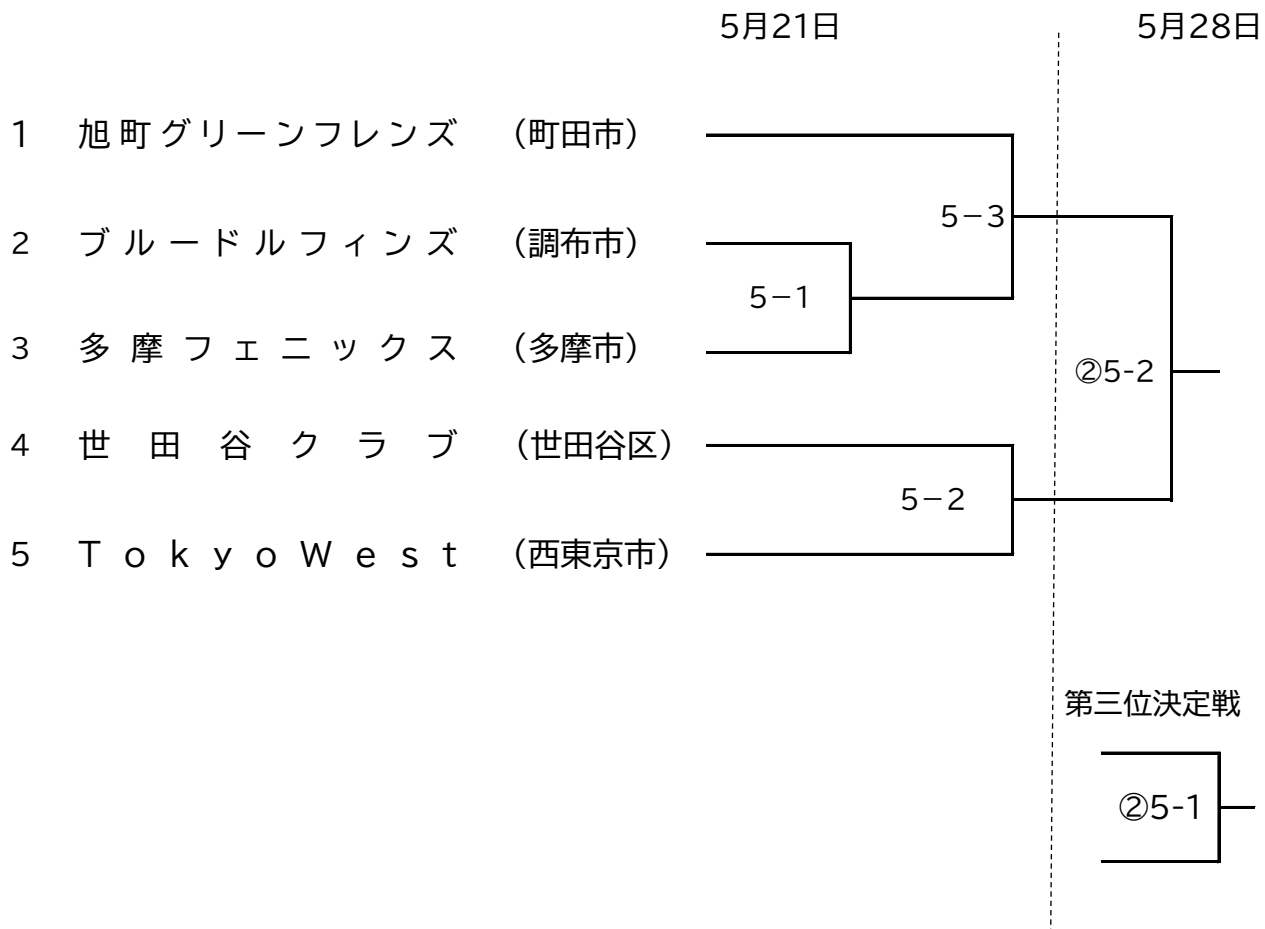 5月21日 5月28日
1 旭町グリーンフレンズ （町田市）
5－3
2 ブルードルフィンズ （調布市）
5－1
3 多摩フェニックス （多摩市）
②5-2
4 世田谷クラブ （世田谷区）
5－2
5 TokyoWest （西東京市）
第三位決定戦
②5-1